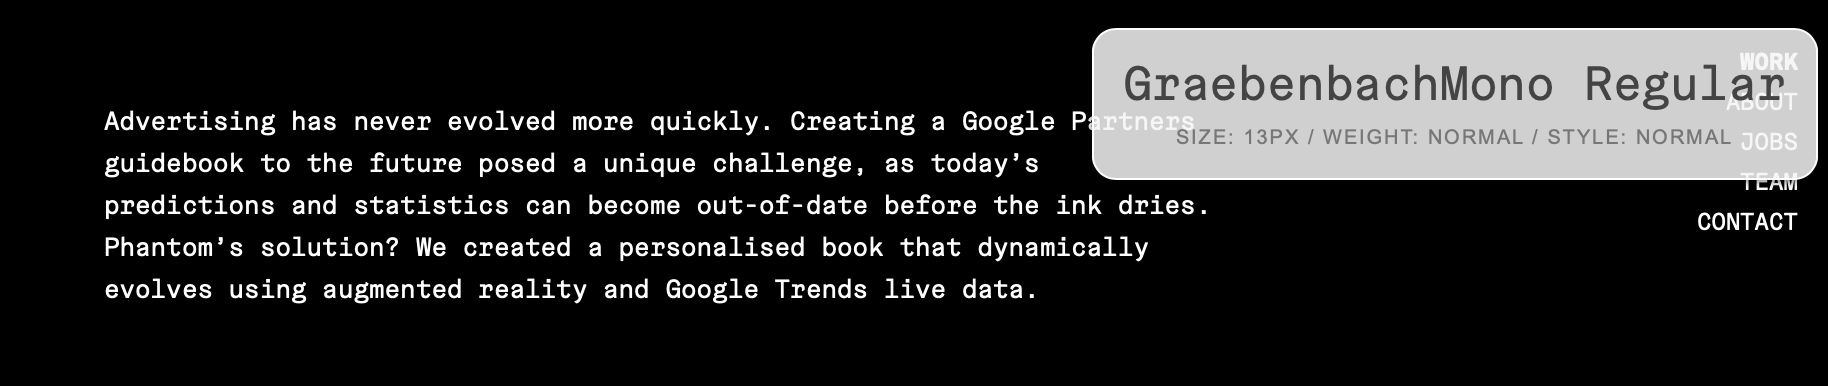 Advertising has never evolved more quickly. Creating a Google Partners
guidebook to the future posed a unique challenge, as today’s
predictions and statistics can become out-of-date before the ink dries.
Phantom’s solution? We created a personalised book that dynamically
evolves using augmented reality and Google Trends live data.
GraebenbachMono Regular
SIZE: 13PX / WEIGHT: NORMAL / STYLE: NORMAL
WORK
ABOUT
JOBS
TEAM
CONTACT